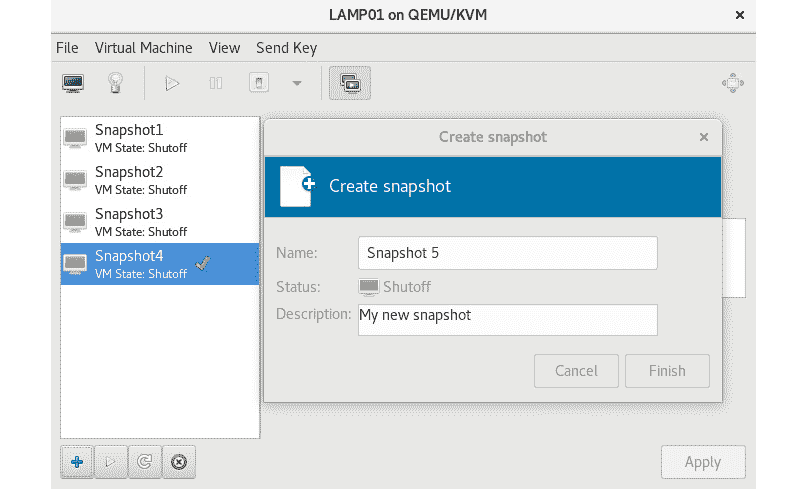 LAMP01 on QEMU/KVM
File Virtual Machine View Send Key
Snapshot1
VM State: Shutoff
Snapshot2
VM State: Shutoff
Snapshot3
VM State: Shutoff
Snapshot4
VM State: Shutoff
Create snapshot
Create snapshot
Name: Snapshot 5
Status: Shutoff
Description: My new snapshot
Cancel Finish
Apply